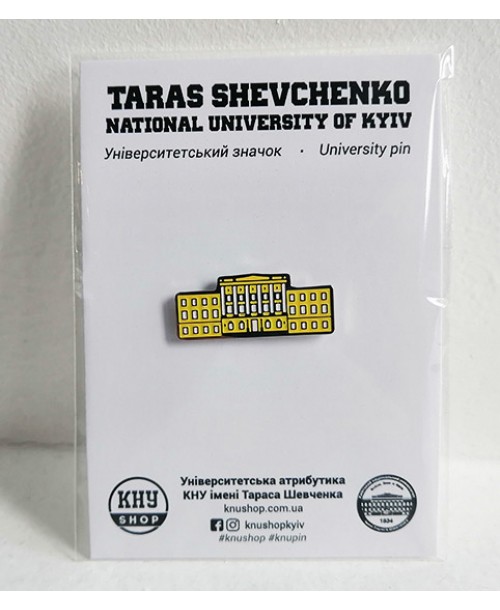 TARAS SHEVCHENKO
NATIONAL UNIVERSITY OF KYIV
Університетський значок · University pin
Університетська атрибутика
КНУ імені Тараса Шевченка
knushop.com.ua
knushopkyiv
#knushop #knupin
КНУ
SHOP
1834